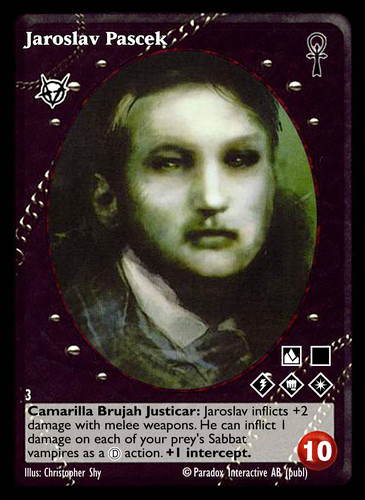 Jaroslav Pascek
3
Camarilla Brujah Justicar: Jaroslav inflicts +2
damage with melee weapons. He can inflict 1
damage on each of your prey's Sabbat
vampires as a Ⓓ action. +1 intercept.
10
Illus: Christopher Shy
© Paradox Interactive AB (publ)